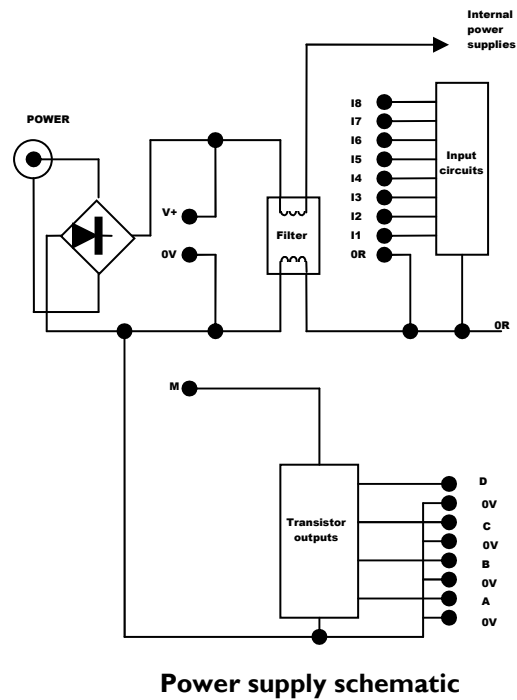 Internal
power
supplies
POWER
I8
I7
I6
I5
I4
I3
I2
I1
0R
Input
circuits
V+
0V
Filter
0R
M
Transistor
outputs
D
0V
C
0V
B
0V
A
0V
Power supply schematic